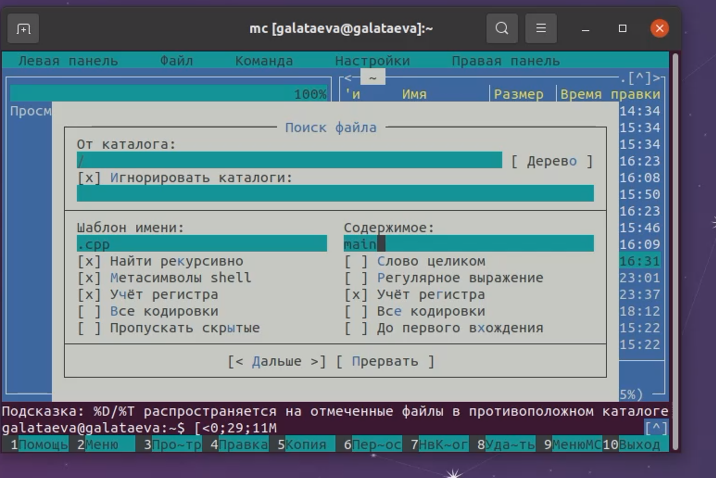 mc [galataeva@galataeva]:~
Левая панель Файл Команда Настройки Правая панель
<─ ~ .[^]>
100% 'и Имя Размер Время правки
Просм 14:34
Поиск файла 15:34
От каталога: 15:34
/ [ Дерево ] 16:23
[x] Игнорировать каталоги: 16:08
15:50
16:23
Шаблон имени: Содержимое: 15:46
.cpp main 16:09
[x] Найти рекурсивно [ ] Слово целиком 16:31
[x] Метасимволы shell [ ] Регулярное выражение 23:01
[x] Учёт регистра [x] Учёт регистра 23:37
[ ] Все кодировки [ ] Все кодировки 18:12
[ ] Пропускать скрытые [ ] До первого вхождения 15:22
15:22
[< Дальше >] [ Прервать ]
5%)
Подсказка: %D/%T распространяется на отмеченные файлы в противоположном каталоге
galataeva@galataeva:~$ [<0;29;11M [^]
1Помощь 2Меню 3Про~тр 4Правка 5Копия 6Пер~ос 7НвК~ог 8Уда~ть 9МенюMC 10Выход